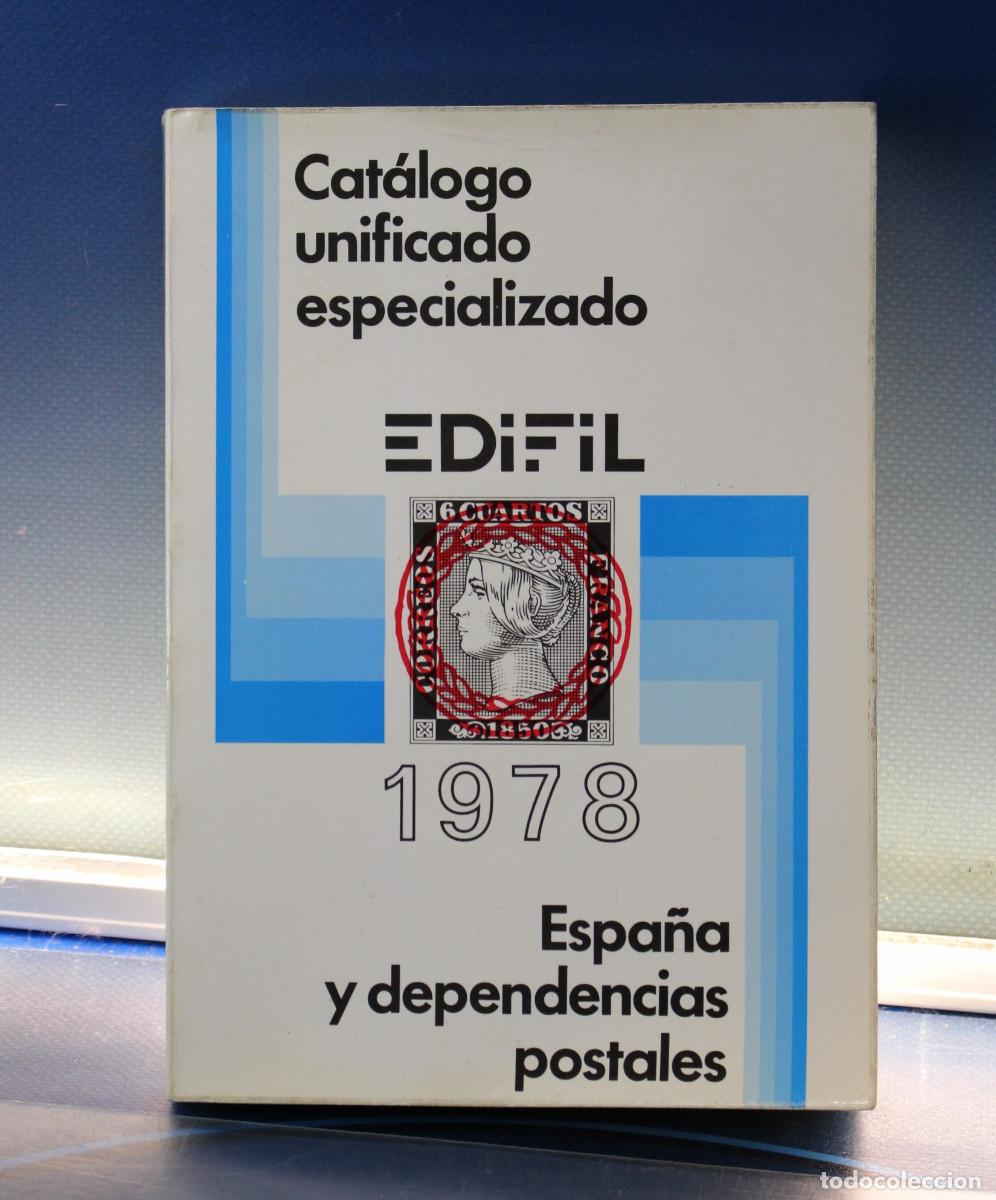 Catálogo
unificado
especializado
EDiFiL
6 CUARTOS
CORREOS
FRANCO
1850
1978
España
y dependencias
postales
todocoleccion